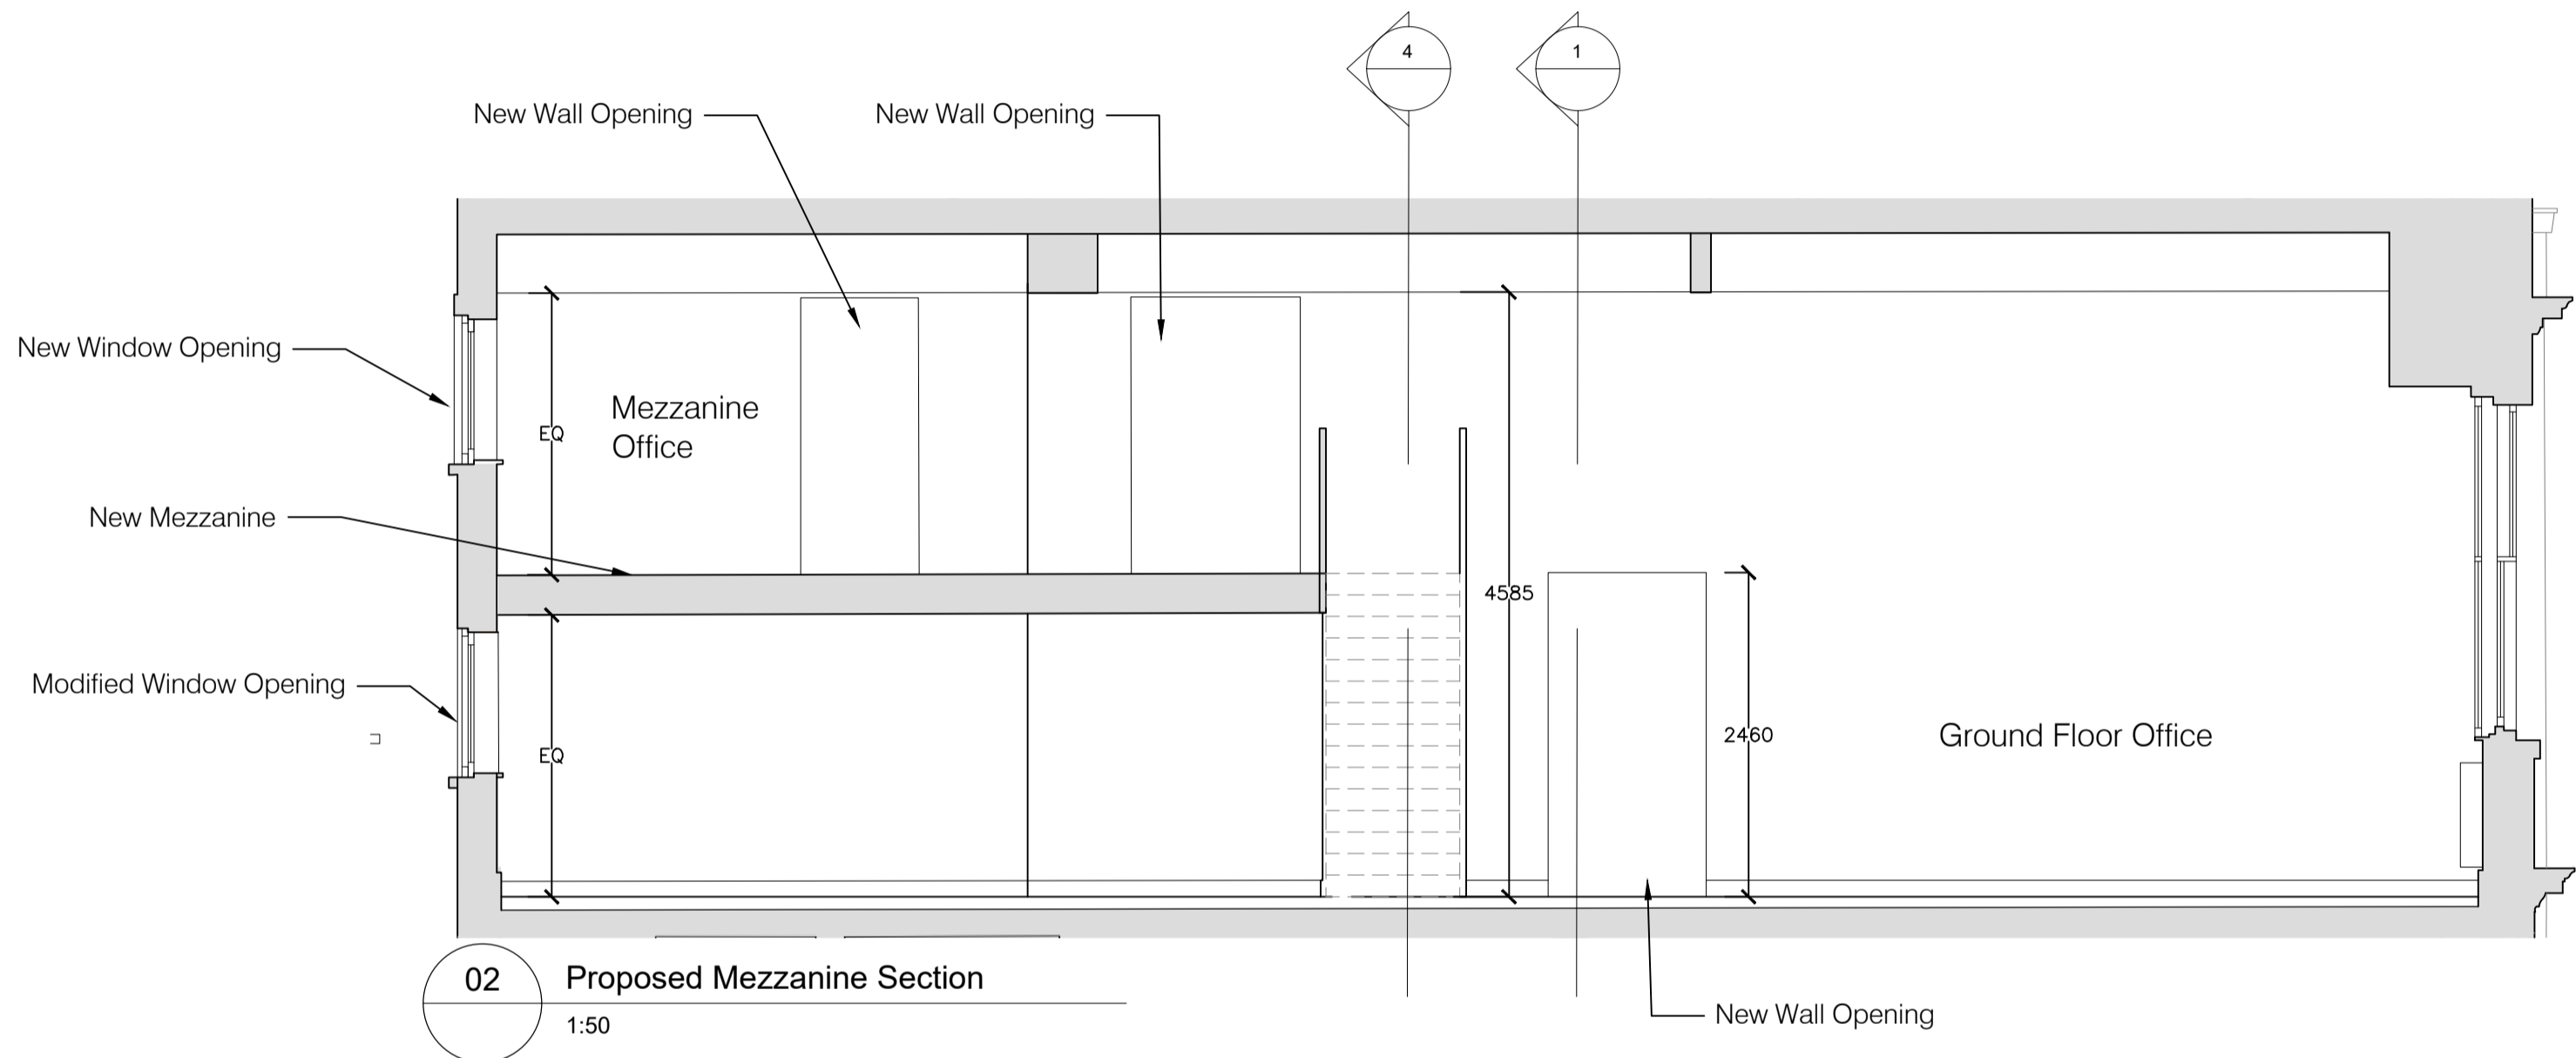 4
1
New Wall Opening
New Wall Opening
New Window Opening
Mezzanine
Office
EQ
New Mezzanine
4585
Modified Window Opening
2460
Ground Floor Office
EQ
02
Proposed Mezzanine Section
1:50
New Wall Opening